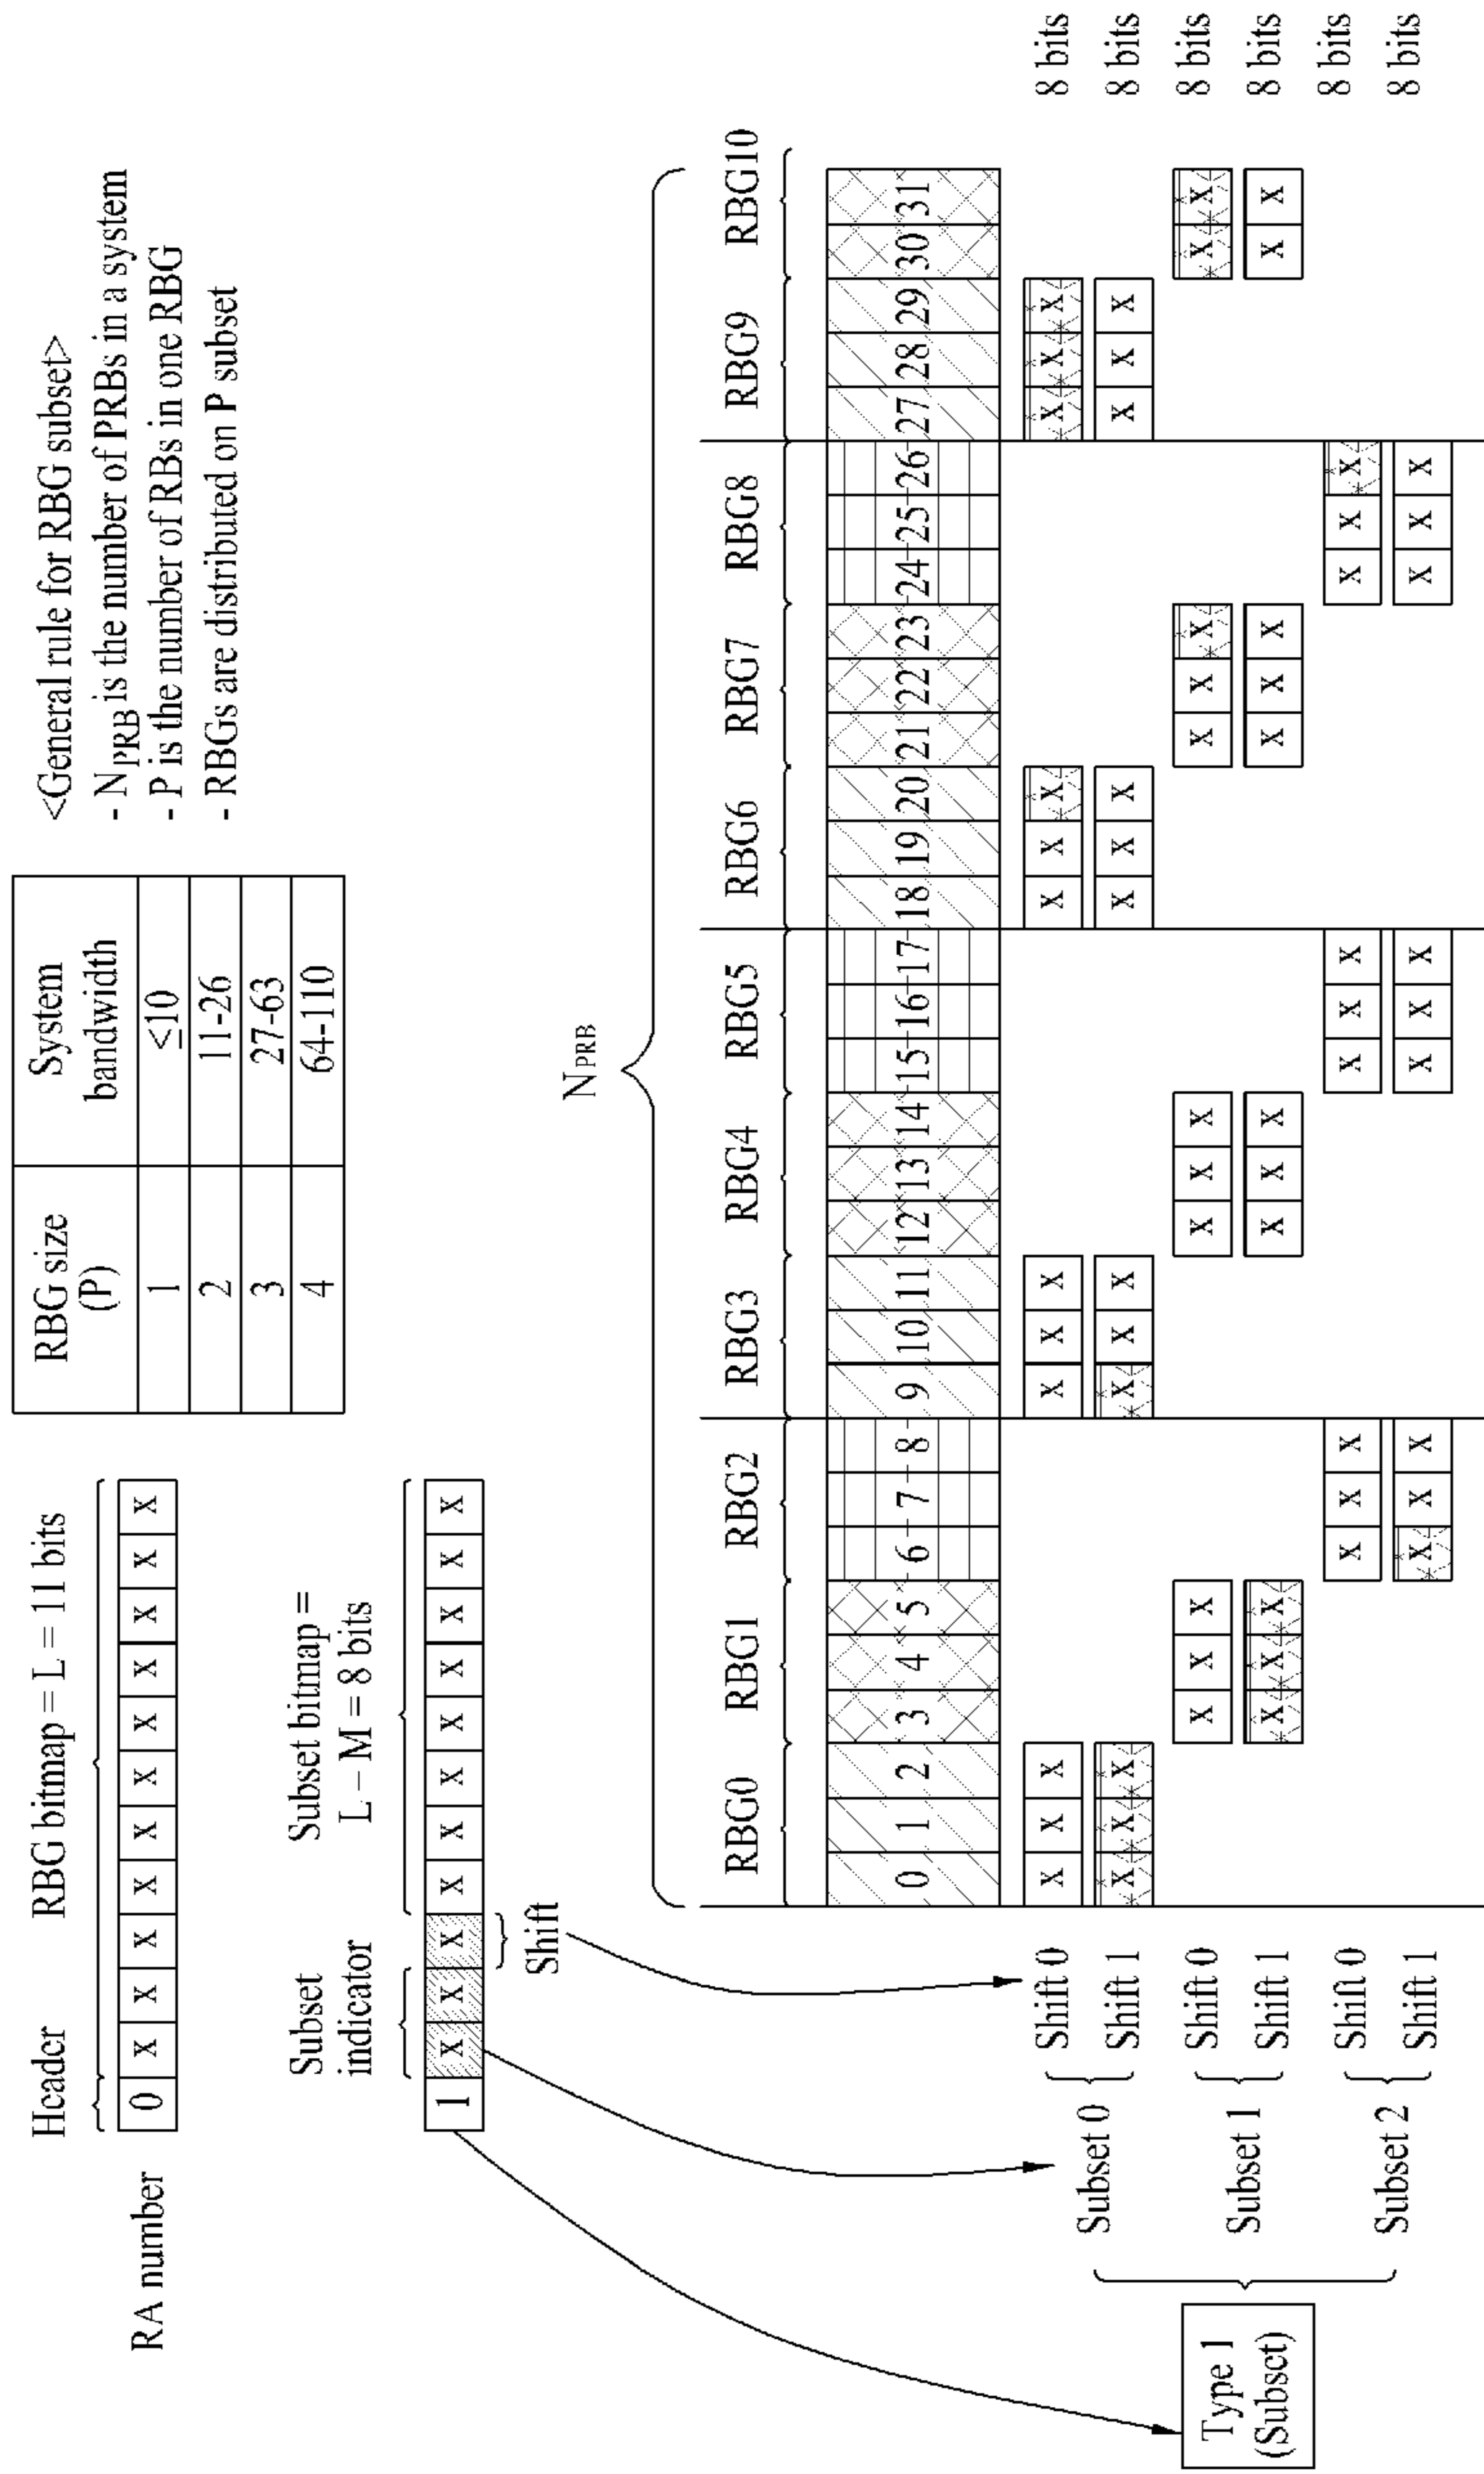 Header
RBG bitmap = L = 11 bits
RA number
0 X X X X X X X X X X X
Subset indicator
Subset bitmap =
L – M = 8 bits
1 X X X X X X X X X X X
Shift
RBG size (P)
System bandwidth
1 ≤10
2 11-26
3 27-63
4 64-110
<General rule for RBG subset>
- NPRB is the number of PRBs in a system
- P is the number of RBs in one RBG
- RBGs are distributed on P subset
NPRB
RBG0 RBG1 RBG2 RBG3 RBG4 RBG5 RBG6 RBG7 RBG8 RBG9 RBG10
0 1 2 3 4 5 6 7 8 9 10 11 12 13 14 15 16 17 18 19 20 21 22 23 24 25 26 27 28 29 30 31
Type 1
(Subset)
Subset 0
Shift 0 X X X X X X X X X X X X 8 bits
Shift 1 X X X X X X X X X X X X 8 bits
Subset 1
Shift 0 X X X X X X X X X X X 8 bits
Shift 1 X X X X X X X X X X X 8 bits
Subset 2
Shift 0 X X X X X X X X X 8 bits
Shift 1 X X X X X X X X X 8 bits